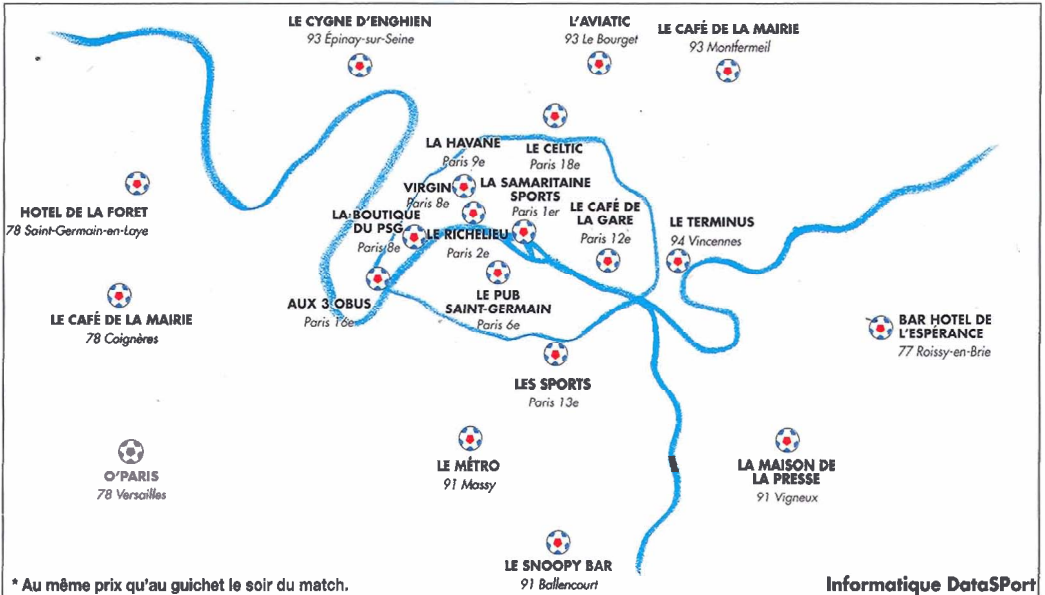 LE CYGNE D'ENGHIEN
93 Épinay-sur-Seine
L'AVIATIC
93 Le Bourget
LE CAFÉ DE LA MAIRIE
93 Montfermeil
LA HAVANE
Paris 9e
LE CELTIC
Paris 18e
VIRGIN
Paris 8e
LA SAMARITAINE
SPORTS
Paris 1er
HOTEL DE LA FORET
78 Saint-Germain-en-Laye
LA BOUTIQUE
DU PSG
Paris 8e
LE RICHELIEU
Paris 2e
LE CAFÉ DE
LA GARE
Paris 12e
LE TERMINUS
94 Vincennes
AUX 3 OBUS
Paris 16e
LE PUB
SAINT-GERMAIN
Paris 6e
LE CAFÉ DE LA MAIRIE
78 Coignères
BAR HOTEL DE
L'ESPÉRANCE
77 Roissy-en-Brie
LES SPORTS
Paris 13e
O'PARIS
78 Versailles
LE MÉTRO
91 Massy
LA MAISON DE
LA PRESSE
91 Vigneux
LE SNOOPY BAR
91 Ballencourt
* Au même prix qu'au guichet le soir du match.
Informatique DataSPort